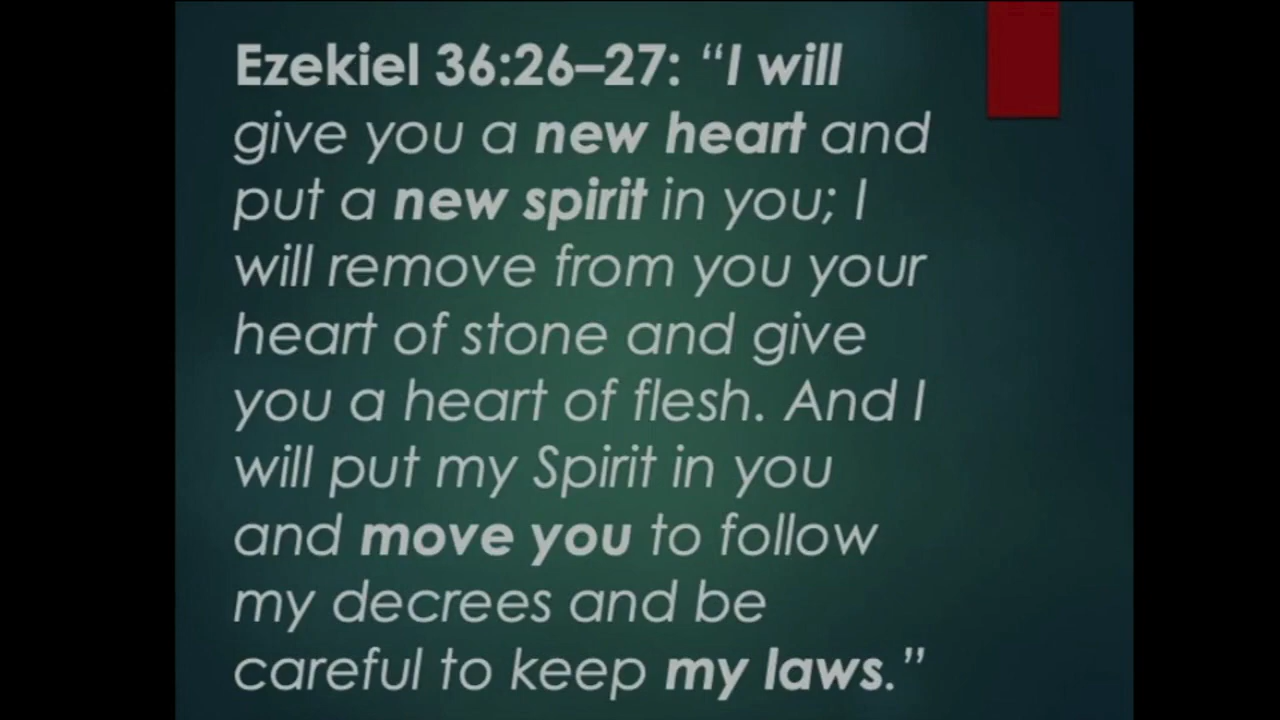 Ezekiel 36:26–27: “I will
give you a new heart and
put a new spirit in you; I
will remove from you your
heart of stone and give
you a heart of flesh. And I
will put my Spirit in you
and move you to follow
my decrees and be
careful to keep my laws.”